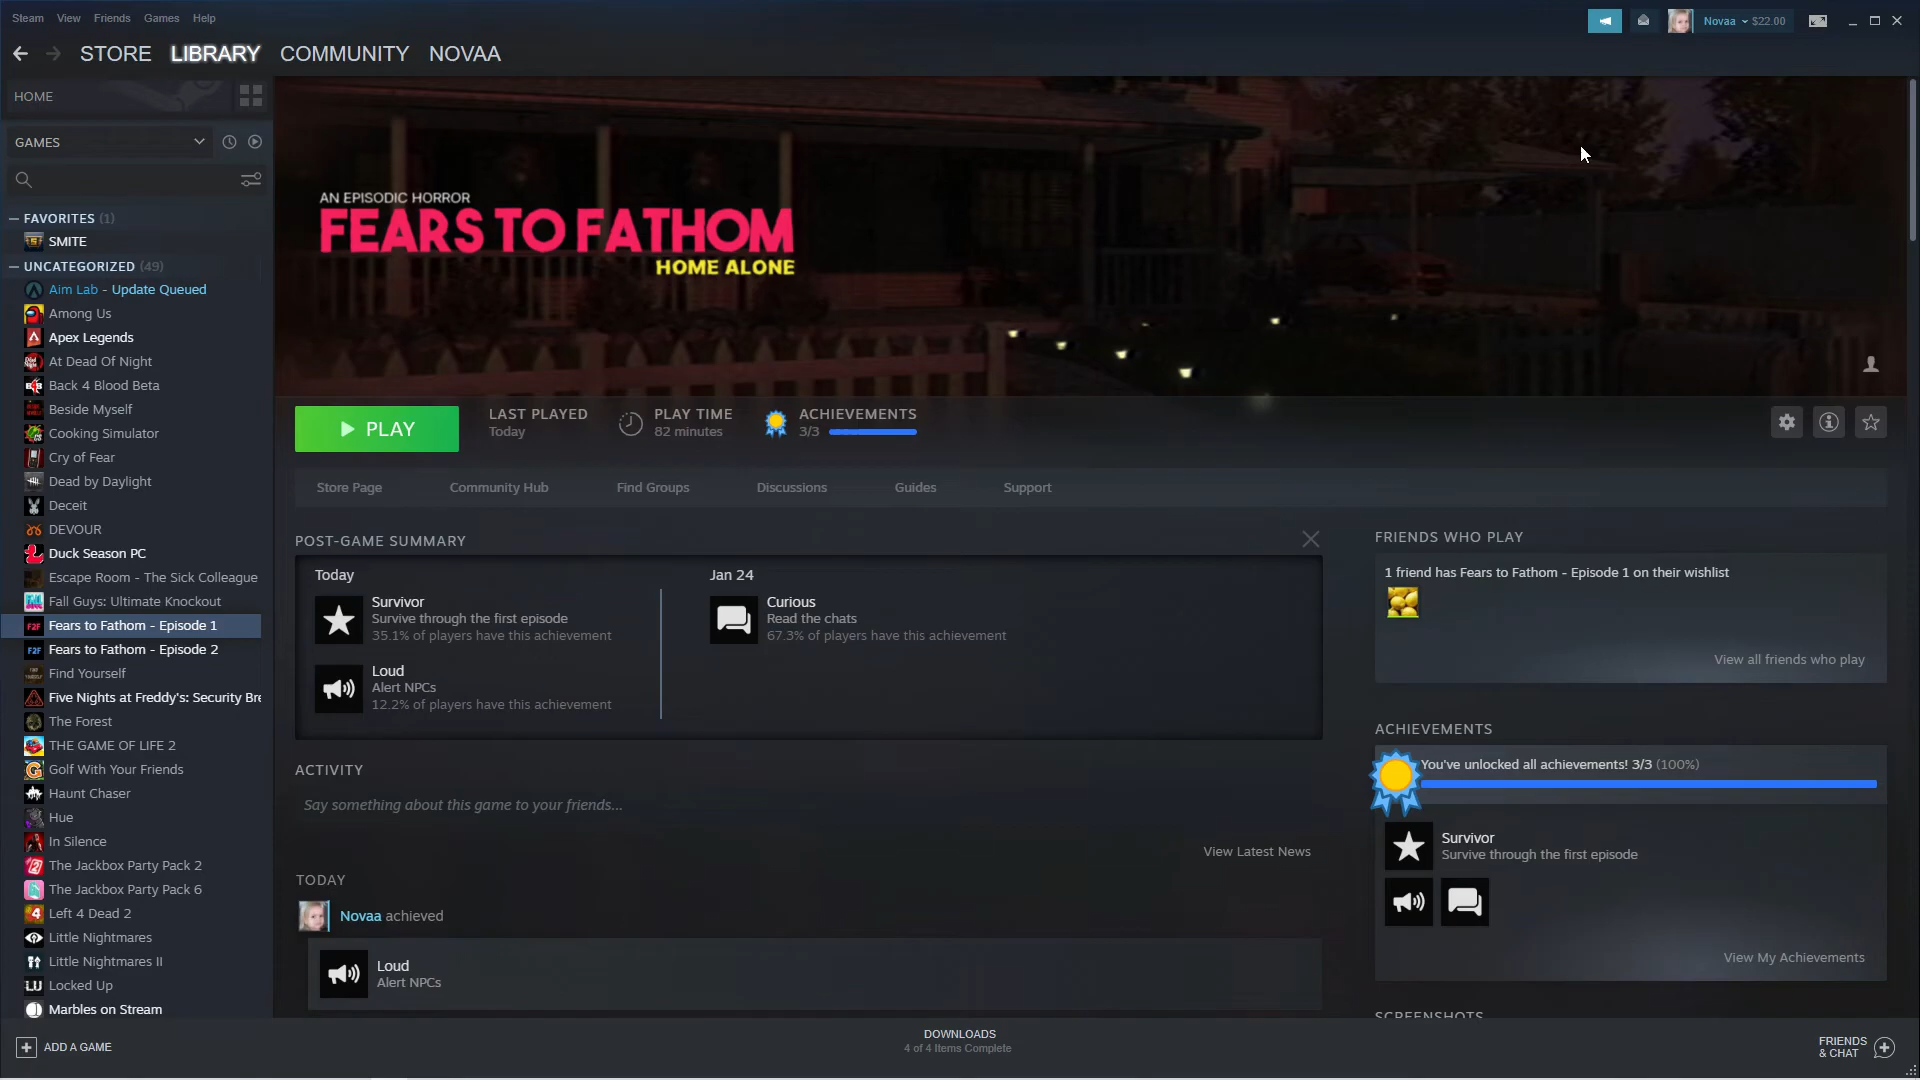 Steam View Friends Games Help
Novaa $22.00
STORE LIBRARY COMMUNITY NOVAA
HOME
GAMES
FAVORITES (1)
SMITE
UNCATEGORIZED (49)
Aim Lab - Update Queued
Among Us
Apex Legends
At Dead Of Night
Back 4 Blood Beta
Beside Myself
Cooking Simulator
Cry of Fear
Dead by Daylight
Deceit
DEVOUR
Duck Season PC
Escape Room - The Sick Colleague
Fall Guys: Ultimate Knockout
Fears to Fathom - Episode 1
Fears to Fathom - Episode 2
Find Yourself
Five Nights at Freddy's: Security Bre
The Forest
THE GAME OF LIFE 2
Golf With Your Friends
Haunt Chaser
Hue
In Silence
The Jackbox Party Pack 2
The Jackbox Party Pack 6
Left 4 Dead 2
Little Nightmares
Little Nightmares II
Locked Up
Marbles on Stream
ADD A GAME
AN EPISODIC HORROR
FEARS TO FATHOM
HOME ALONE
PLAY
LAST PLAYED
Today
PLAY TIME
82 minutes
ACHIEVEMENTS
3/3
Store Page Community Hub Find Groups Discussions Guides Support
POST-GAME SUMMARY
Today
Survivor
Survive through the first episode
35.1% of players have this achievement
Loud
Alert NPCs
12.2% of players have this achievement
Jan 24
Curious
Read the chats
67.3% of players have this achievement
ACTIVITY
Say something about this game to your friends...
View Latest News
TODAY
Novaa achieved
Loud
Alert NPCs
FRIENDS WHO PLAY
1 friend has Fears to Fathom - Episode 1 on their wishlist
View all friends who play
ACHIEVEMENTS
You've unlocked all achievements! 3/3 (100%)
Survivor
Survive through the first episode
View My Achievements
SCREENSHOTS
DOWNLOADS
4 of 4 Items Complete
FRIENDS
& CHAT